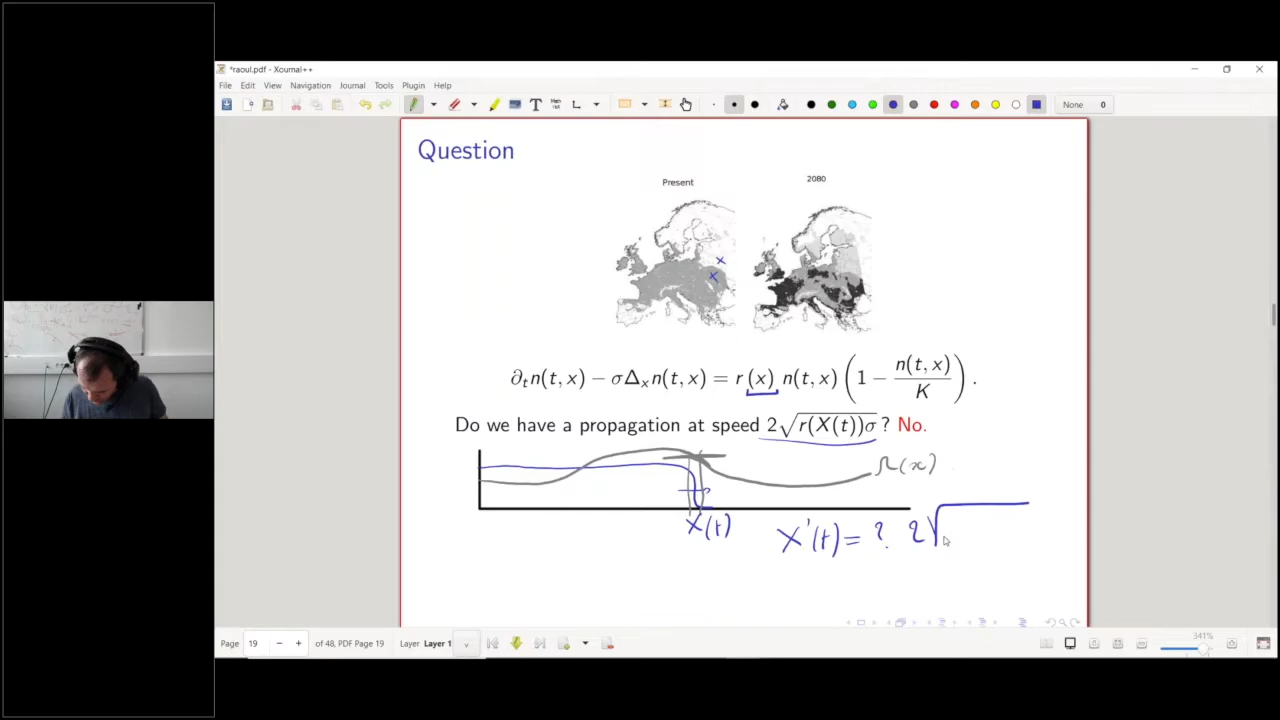 *raoul.pdf - Xournal++
File Edit View Navigation Journal Tools Plugin Help
None 0
Question
Present 2080
∂ₜn(t, x) − σΔₓn(t, x) = r (x) n(t, x) (1 − n(t, x)/K).
Do we have a propagation at speed 2√(r(X(t))σ) ? No.
r(x)
X(t)
X'(t) = ? 2√
Page 19 of 48, PDF Page 19 Layer Layer 1 341%